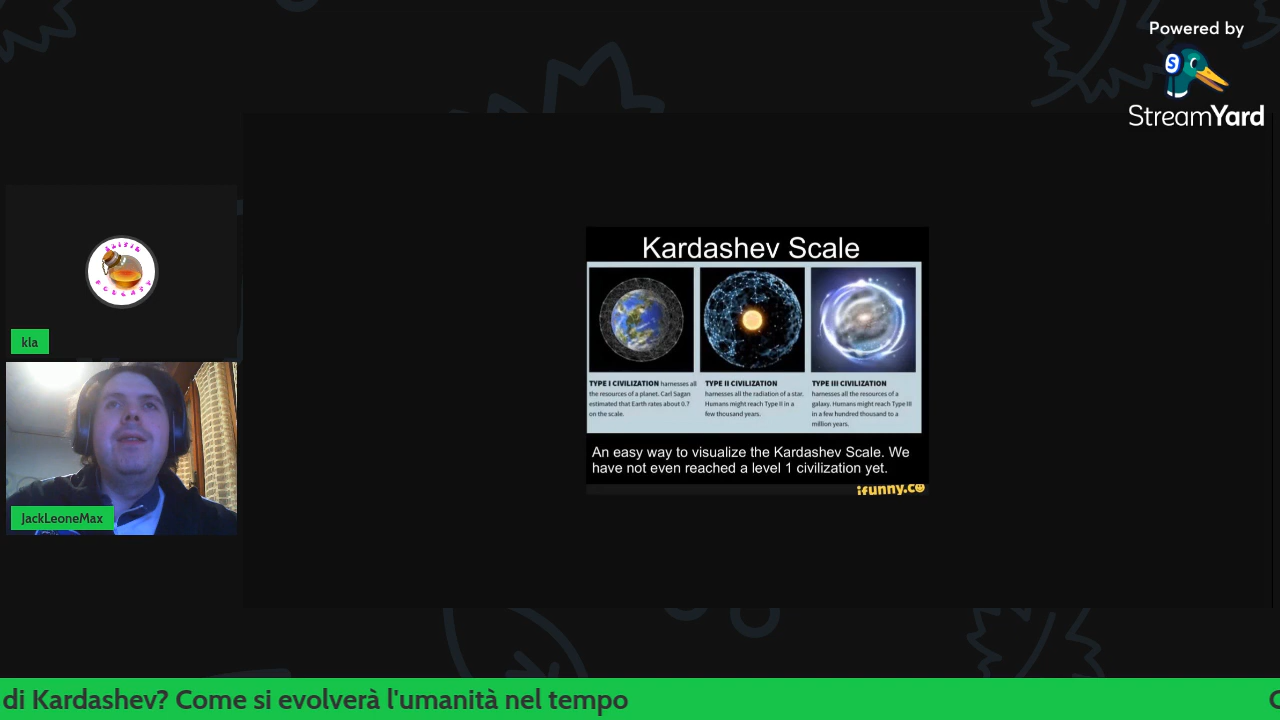 Powered by
S
StreamYard
ELISIR
PODCAST
kla
JackLeoneMax
Kardashev Scale
TYPE I CIVILIZATION harnesses all
the resources of a planet. Carl Sagan
estimated that Earth rates about 0.7
on the scale.
TYPE II CIVILIZATION
harnesses all the radiation of a star.
Humans might reach Type II in a
few thousand years.
TYPE III CIVILIZATION
harnesses all the resources of a
galaxy. Humans might reach Type III
in a few hundred thousand to a
million years.
An easy way to visualize the Kardashev Scale. We
have not even reached a level 1 civilization yet.
ifunny.co
di Kardashev? Come si evolverà l'umanità nel tempo